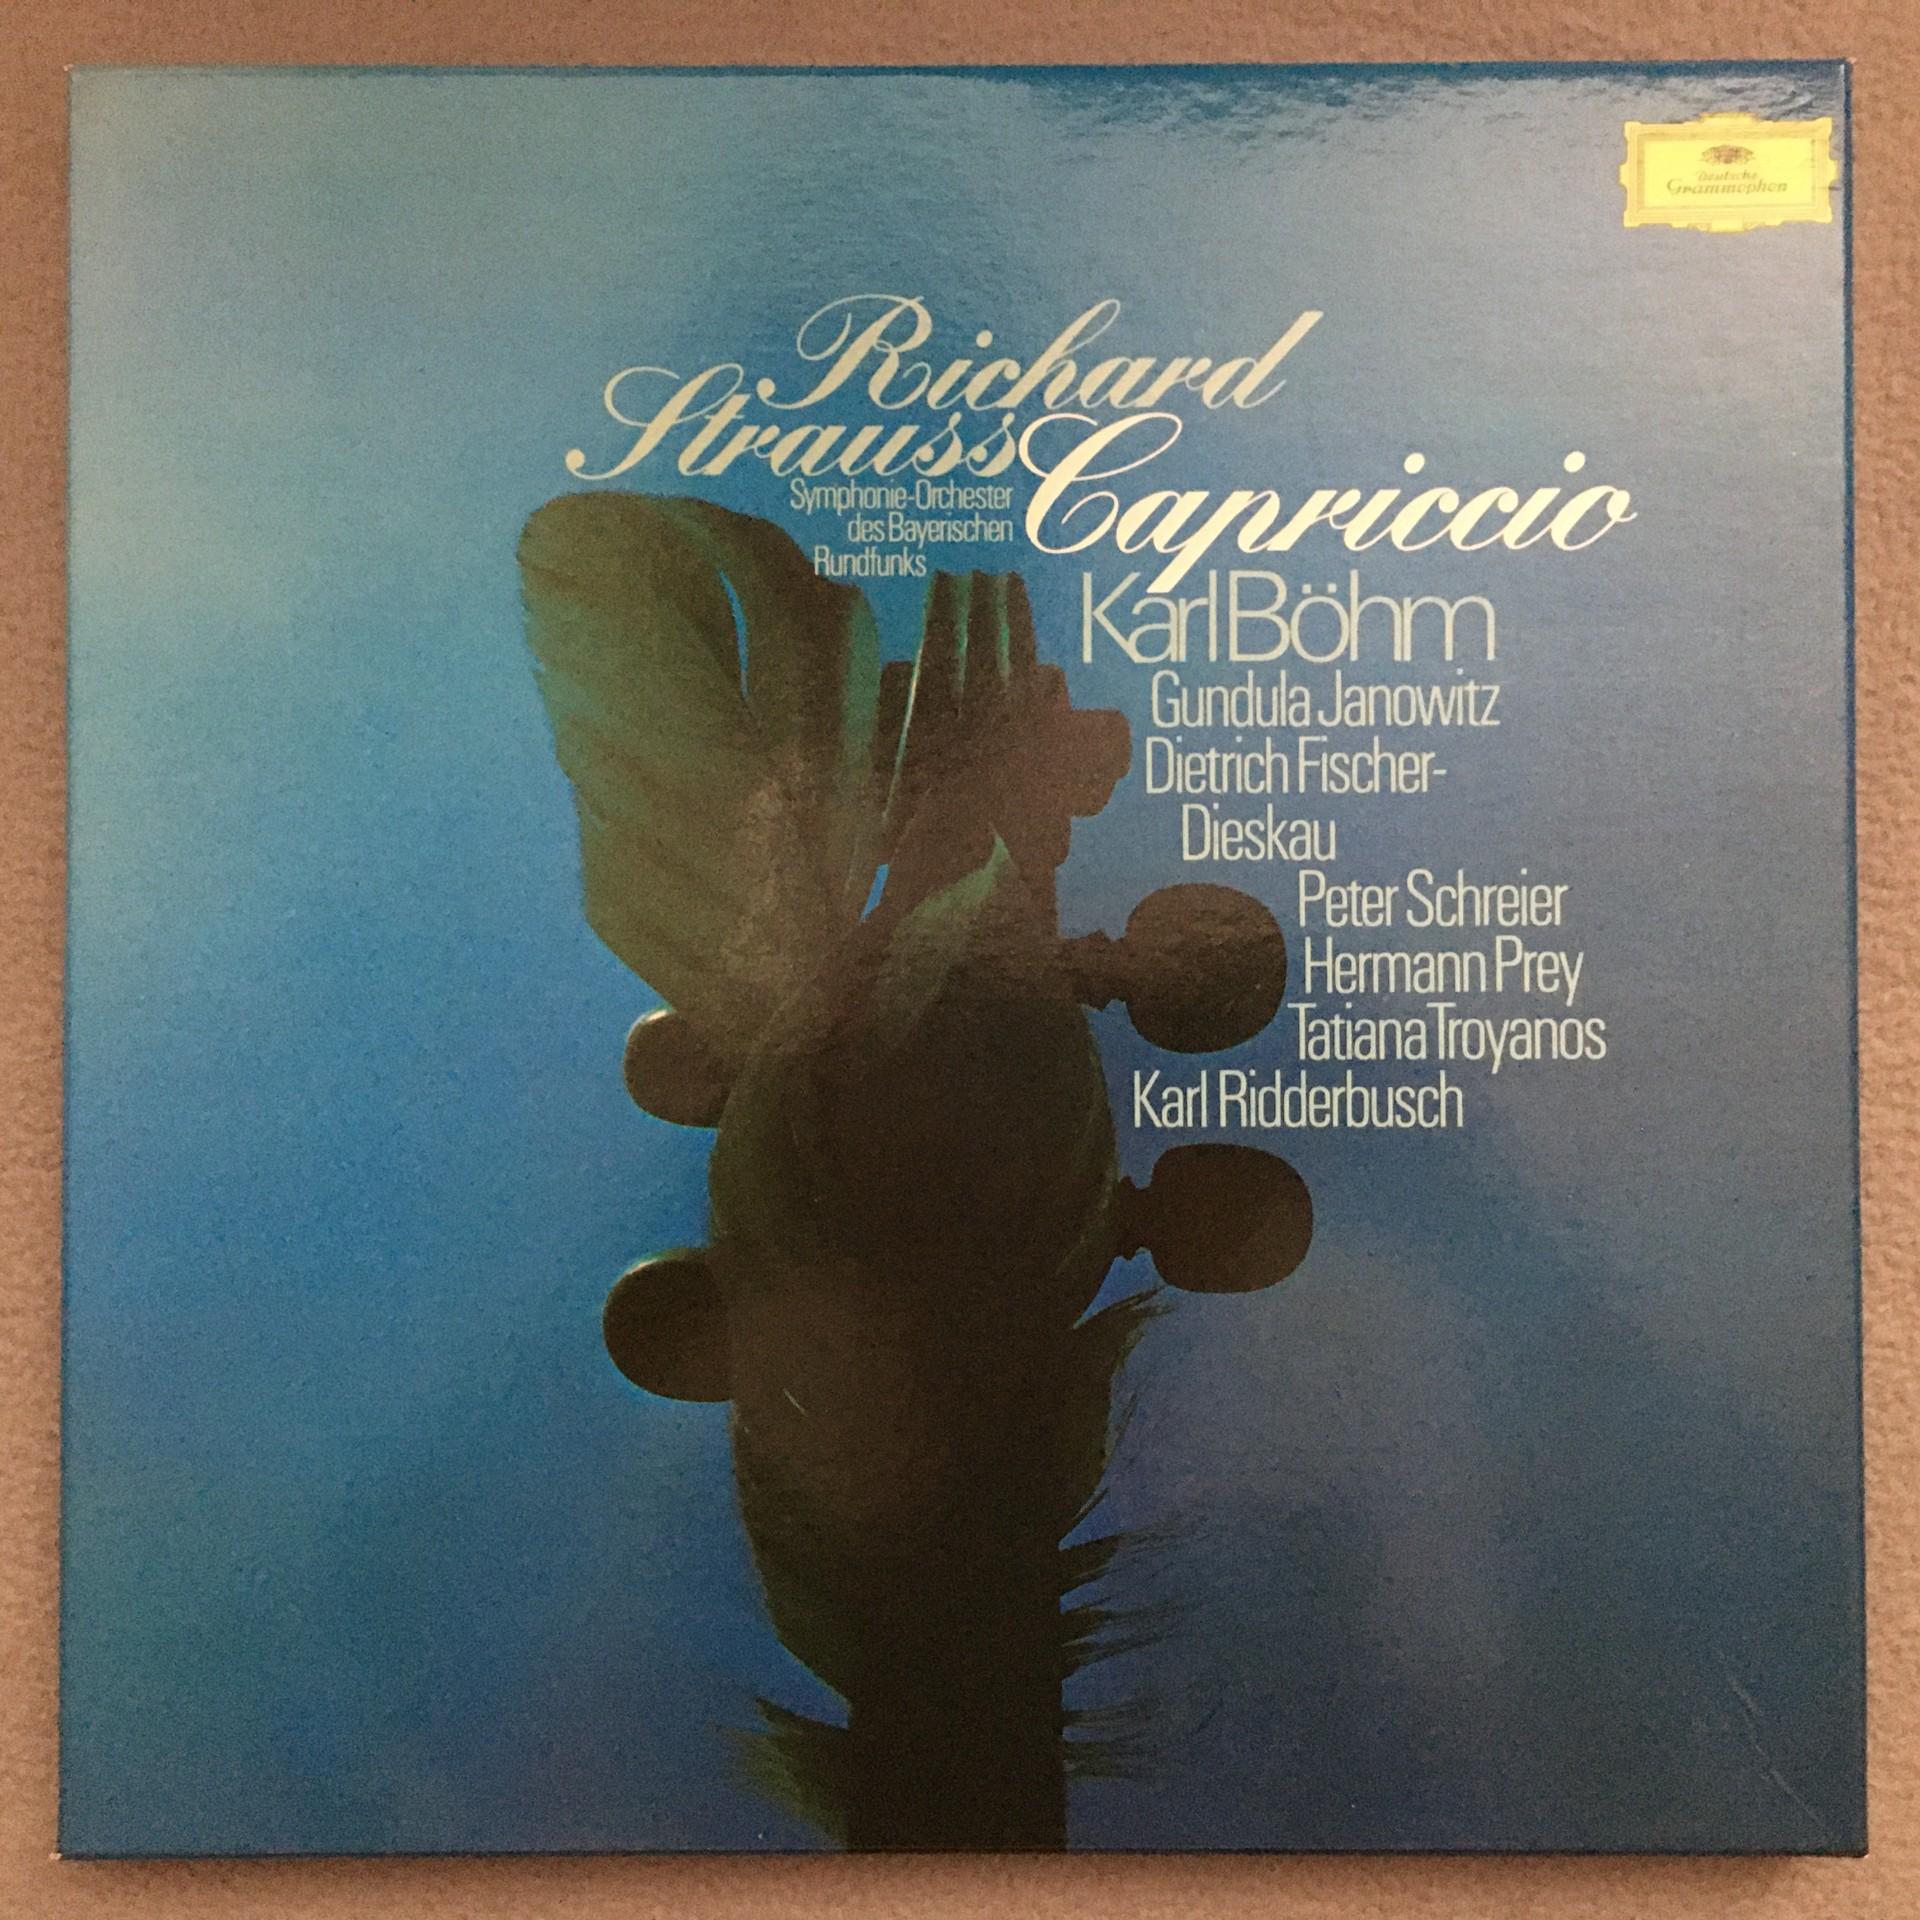 Deutsche
Grammophon
Richard
Strauss
Capriccio
Symphonie-Orchester
des Bayerischen
Rundfunks
Karl Böhm
Gundula Janowitz
Dietrich Fischer-
Dieskau
Peter Schreier
Hermann Prey
Tatiana Troyanos
Karl Ridderbusch